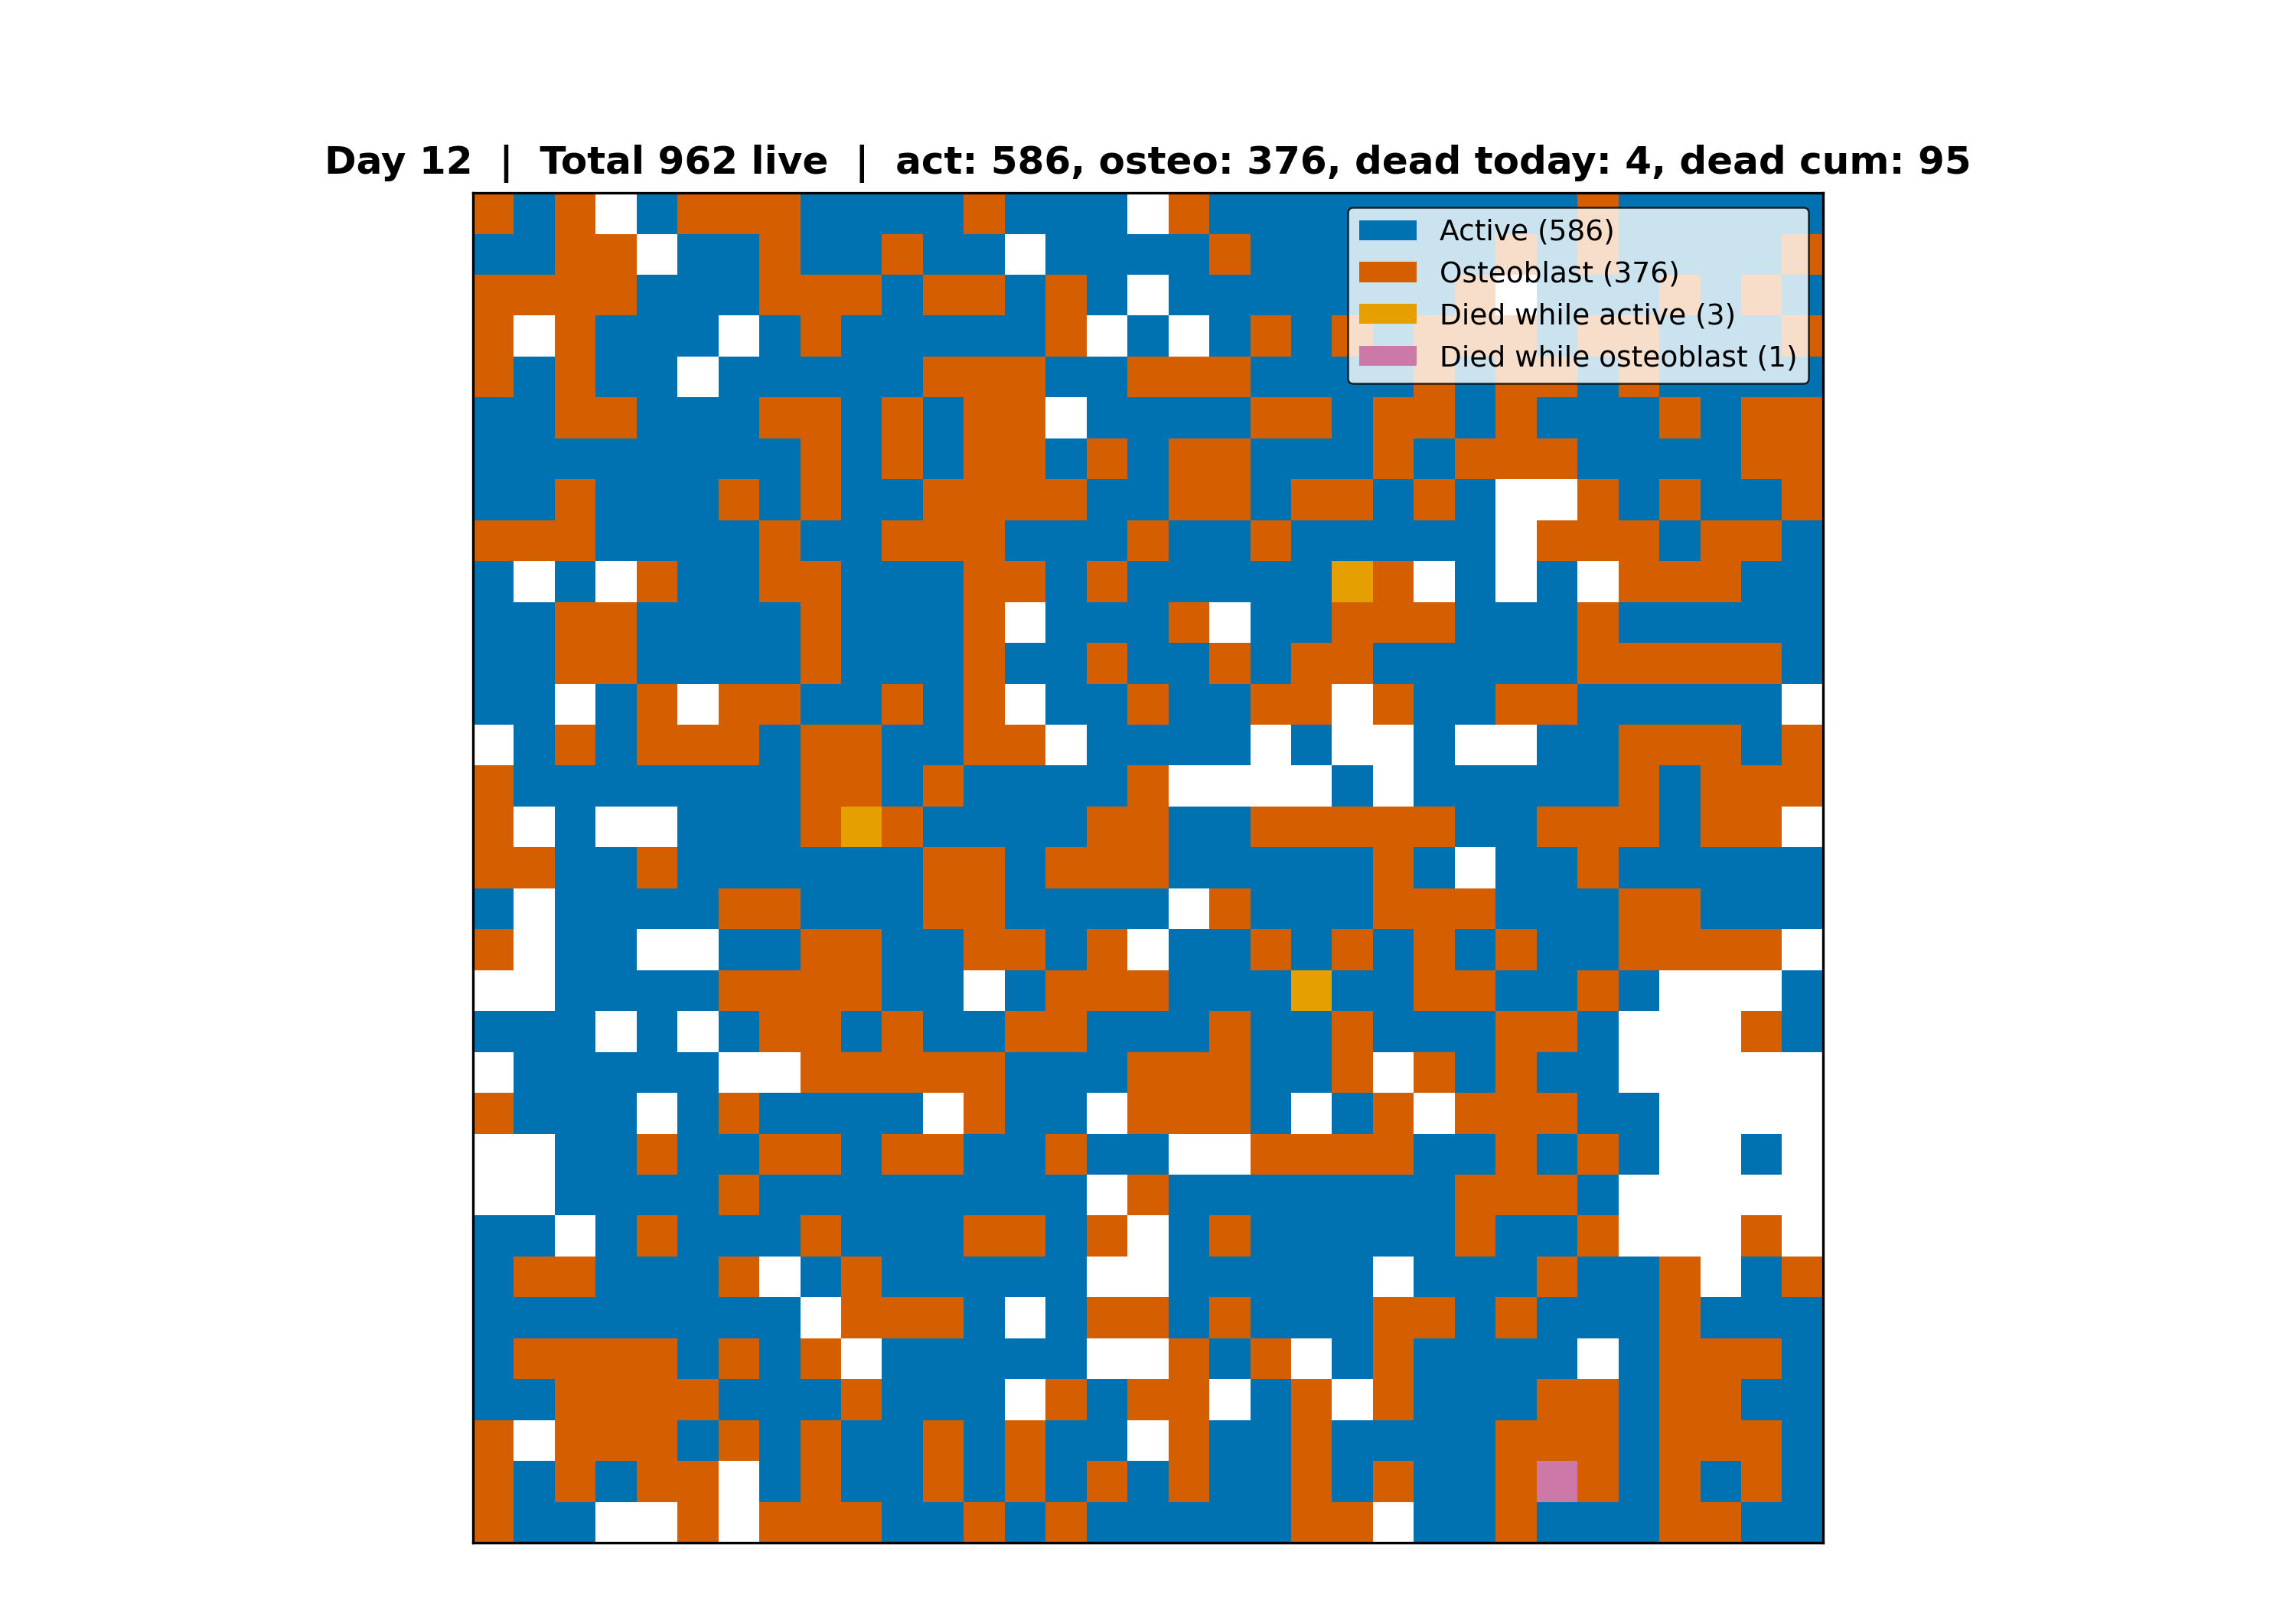 Day 12 | Total 962 live | act: 586, osteo: 376, dead today: 4, dead cum: 95
Active (586)
Osteoblast (376)
Died while active (3)
Died while osteoblast (1)